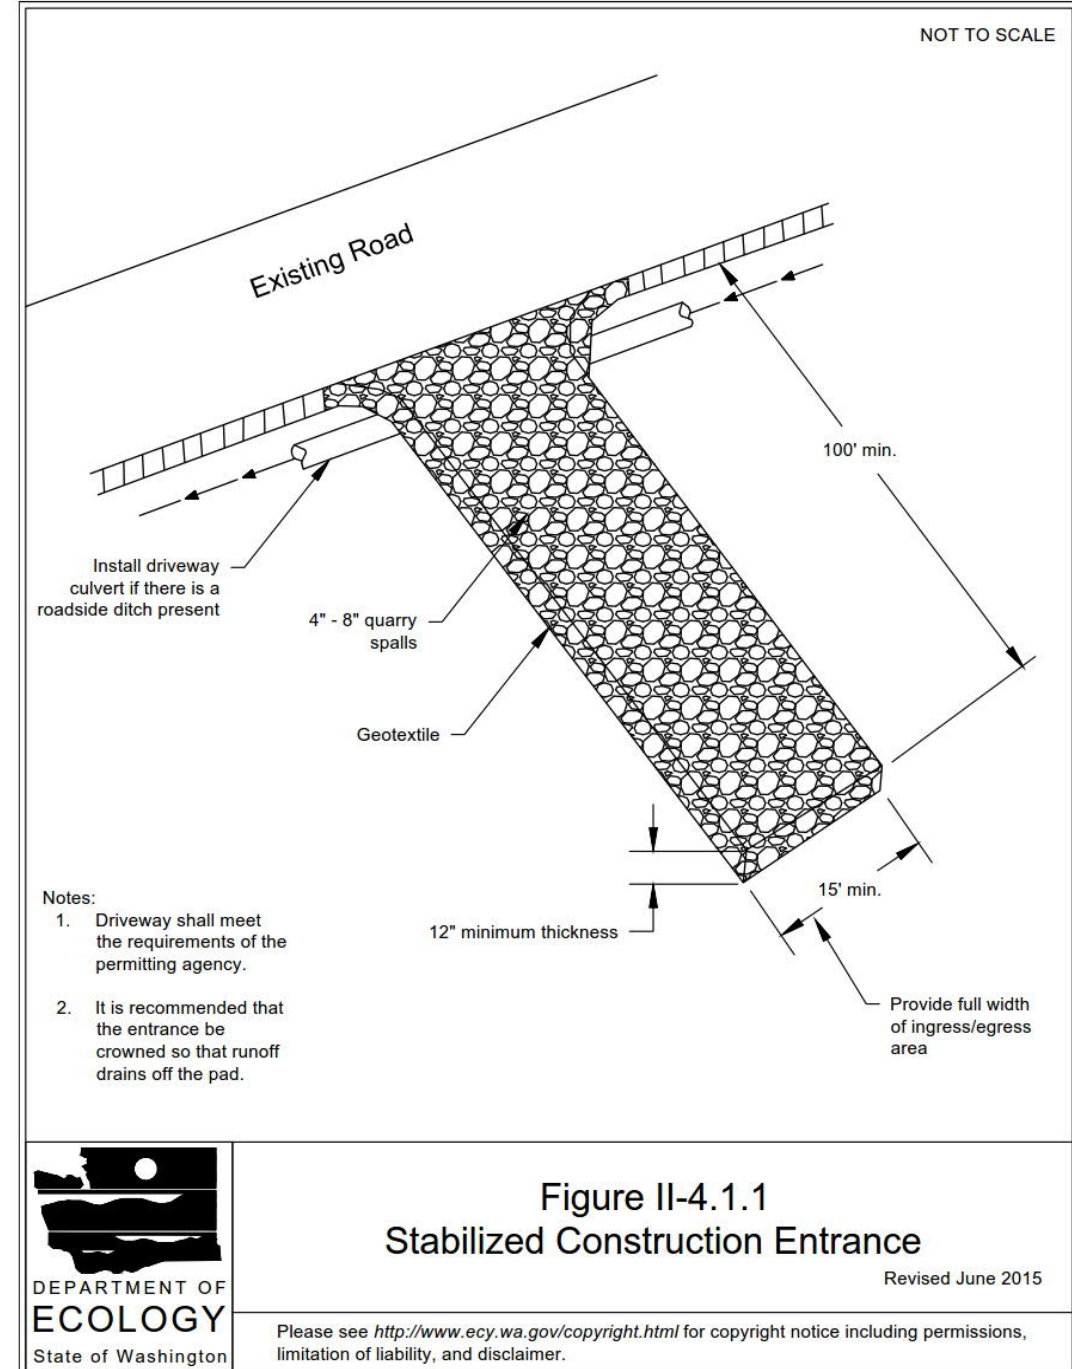 NOT TO SCALE
Existing Road
100' min.
Install driveway
culvert if there is a
roadside ditch present
4" - 8" quarry
spalls
Geotextile
15' min.
12" minimum thickness
Provide full width
of ingress/egress
area
Notes:
1. Driveway shall meet
the requirements of the
permitting agency.
2. It is recommended that
the entrance be
crowned so that runoff
drains off the pad.
DEPARTMENT OF
ECOLOGY
State of Washington
Figure II-4.1.1
Stabilized Construction Entrance
Revised June 2015
Please see http://www.ecy.wa.gov/copyright.html for copyright notice including permissions,
limitation of liability, and disclaimer.